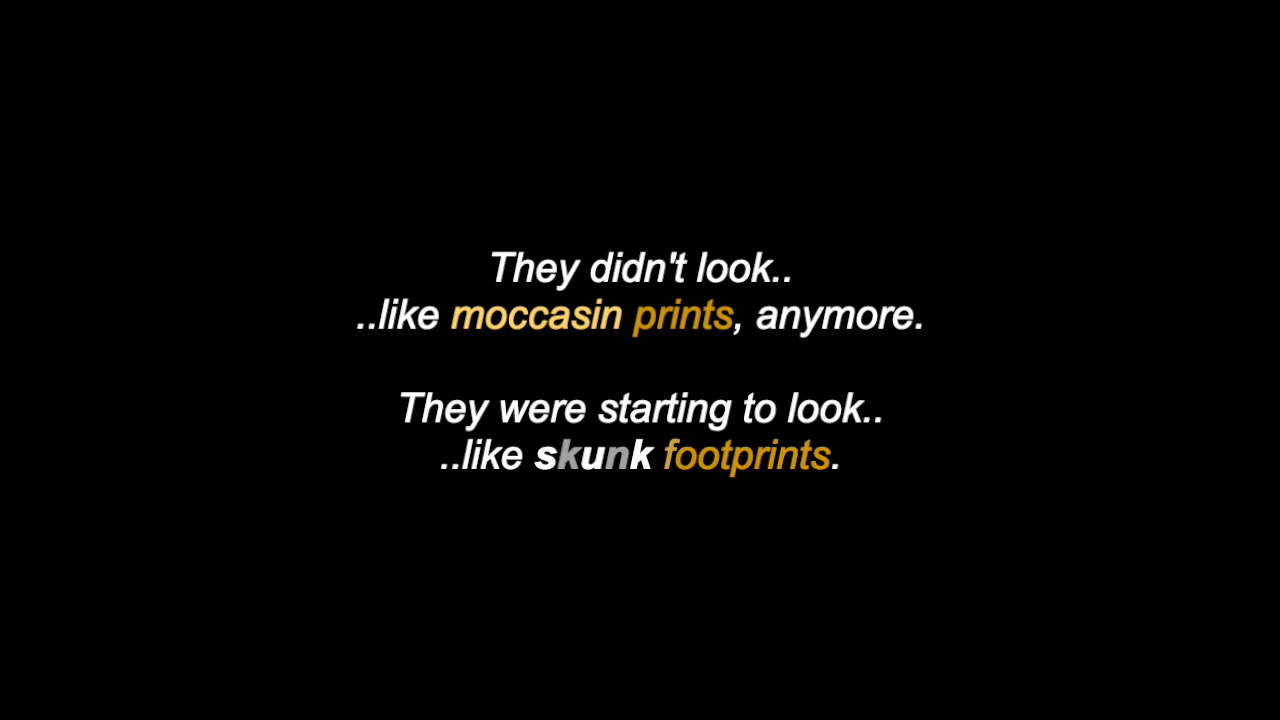 They didn't look..
..like moccasin prints, anymore.
They were starting to look..
..like skunk footprints.